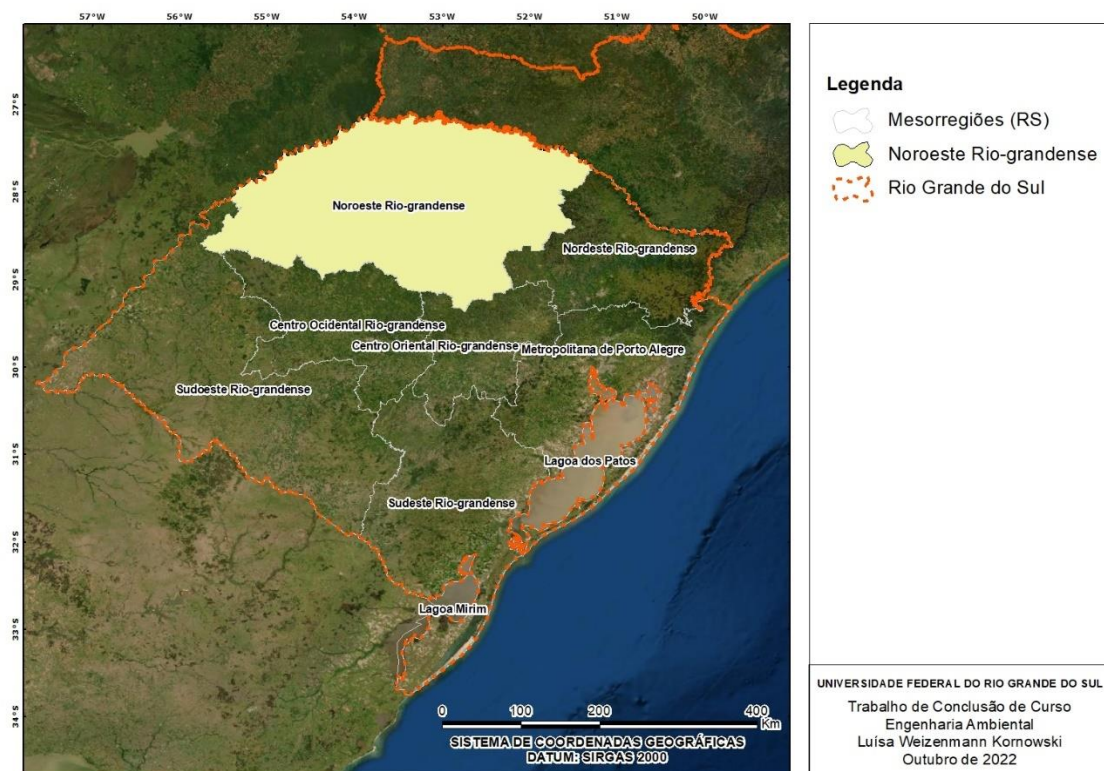 57°W 56°W 55°W 54°W 53°W 52°W 51°W 50°W
27°S
28°S
29°S
30°S
31°S
32°S
33°S
34°S
Noroeste Rio-grandense
Nordeste Rio-grandense
Centro Ocidental Rio-grandense
Centro Oriental Rio-grandense
Metropolitana de Porto Alegre
Sudoeste Rio-grandense
Lagoa dos Patos
Sudeste Rio-grandense
Lagoa Mirim
0 100 200 400
Km
SISTEMA DE COORDENADAS GEOGRÁFICAS
DATUM: SIRGAS 2000
Legenda
Mesorregiões (RS)
Noroeste Rio-grandense
Rio Grande do Sul
UNIVERSIDADE FEDERAL DO RIO GRANDE DO SUL
Trabalho de Conclusão de Curso
Engenharia Ambiental
Luísa Weizenmann Kornowski
Outubro de 2022